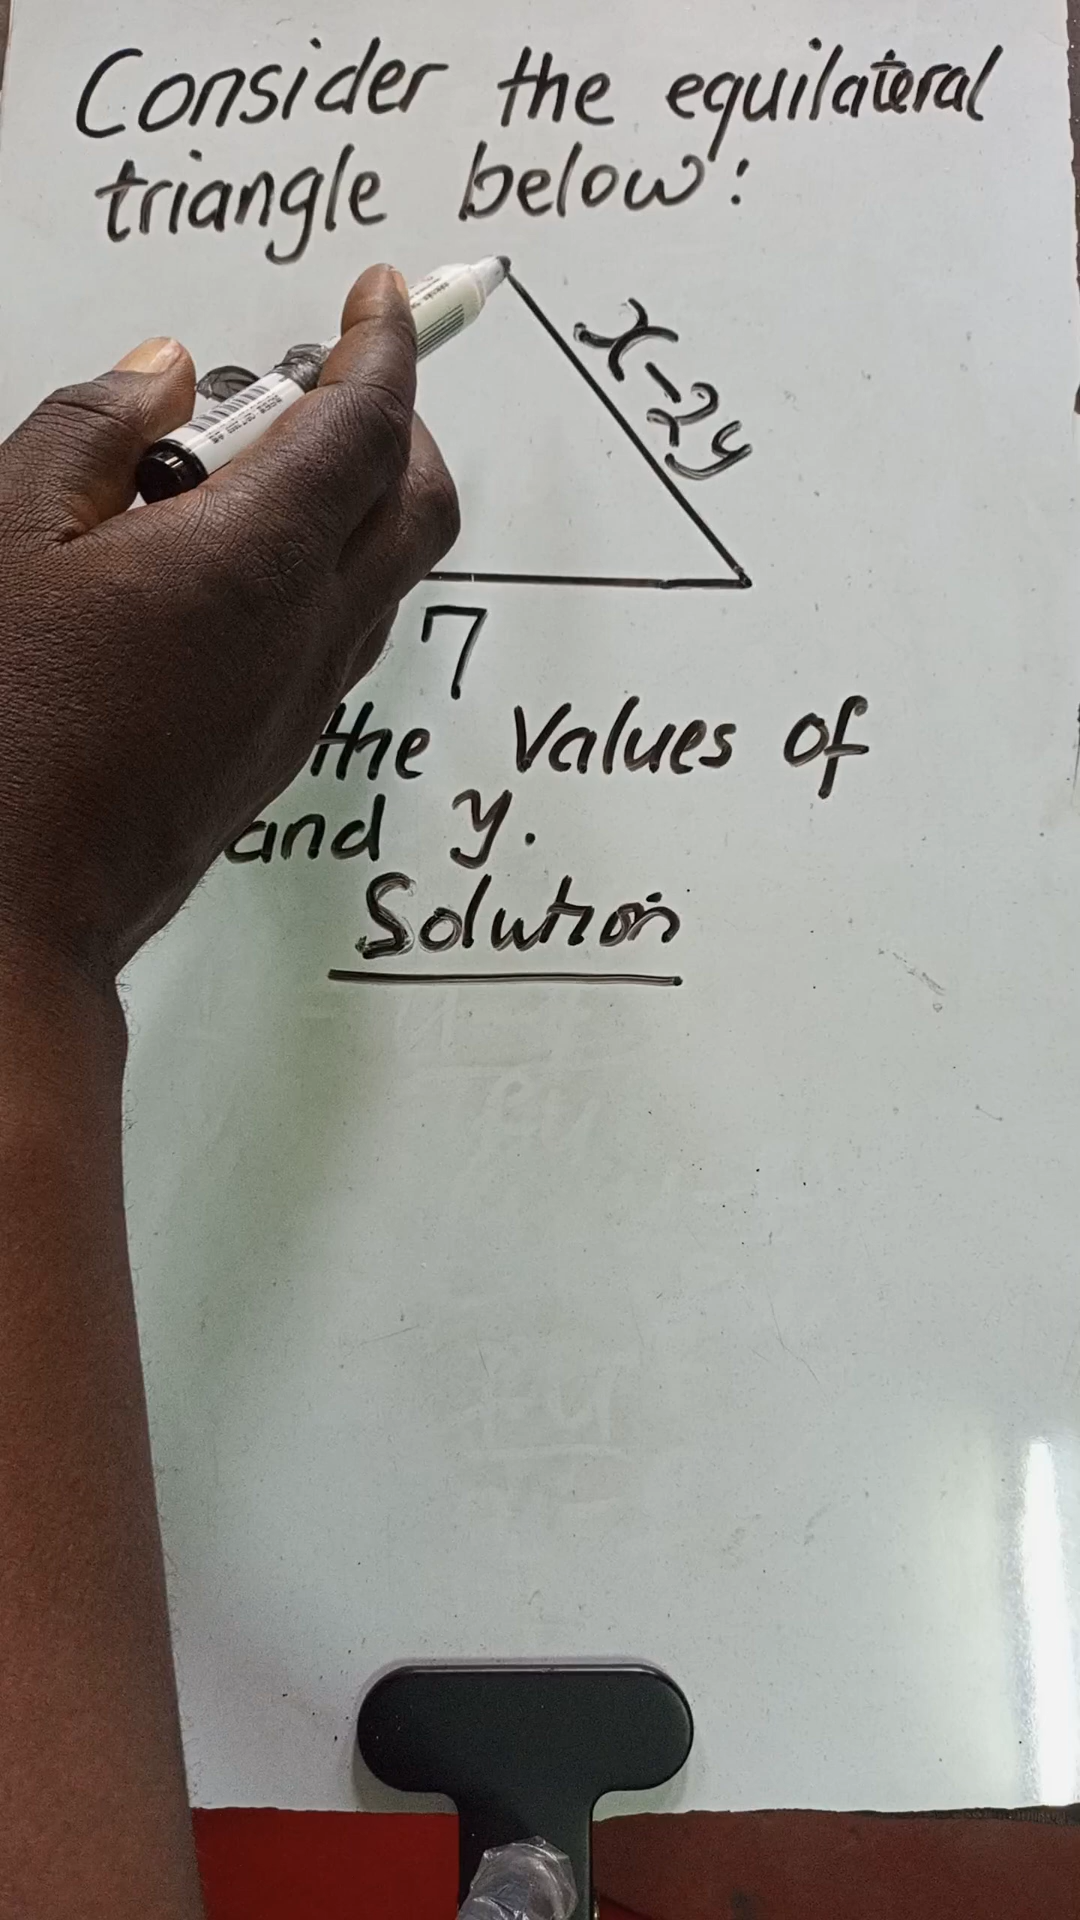 Consider the equilateral
triangle below:
x-2y
7
the Values of
and y.
Solution